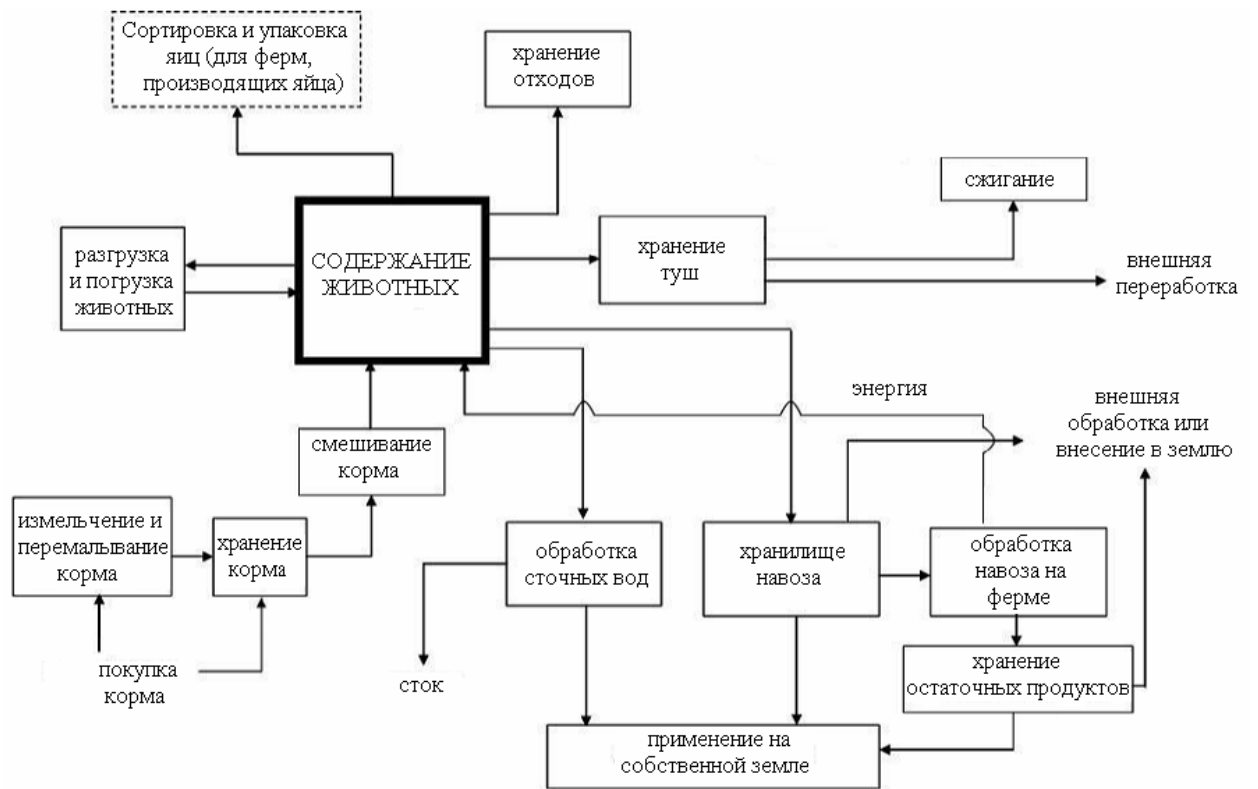 Сортировка и упаковка
яиц (для ферм,
производящих яйца)
хранение
отходов
сжигание
разгрузка
и погрузка
животных
СОДЕРЖАНИЕ
ЖИВОТНЫХ
хранение
туш
внешняя
переработка
энергия
внешняя
обработка или
внесение в землю
смешивание
корма
измельчение и
перемалывание
корма
хранение
корма
обработка
сточных вод
хранилище
навоза
обработка
навоза на
ферме
покупка
корма
сток
хранение
остаточных продуктов
применение на
собственной земле